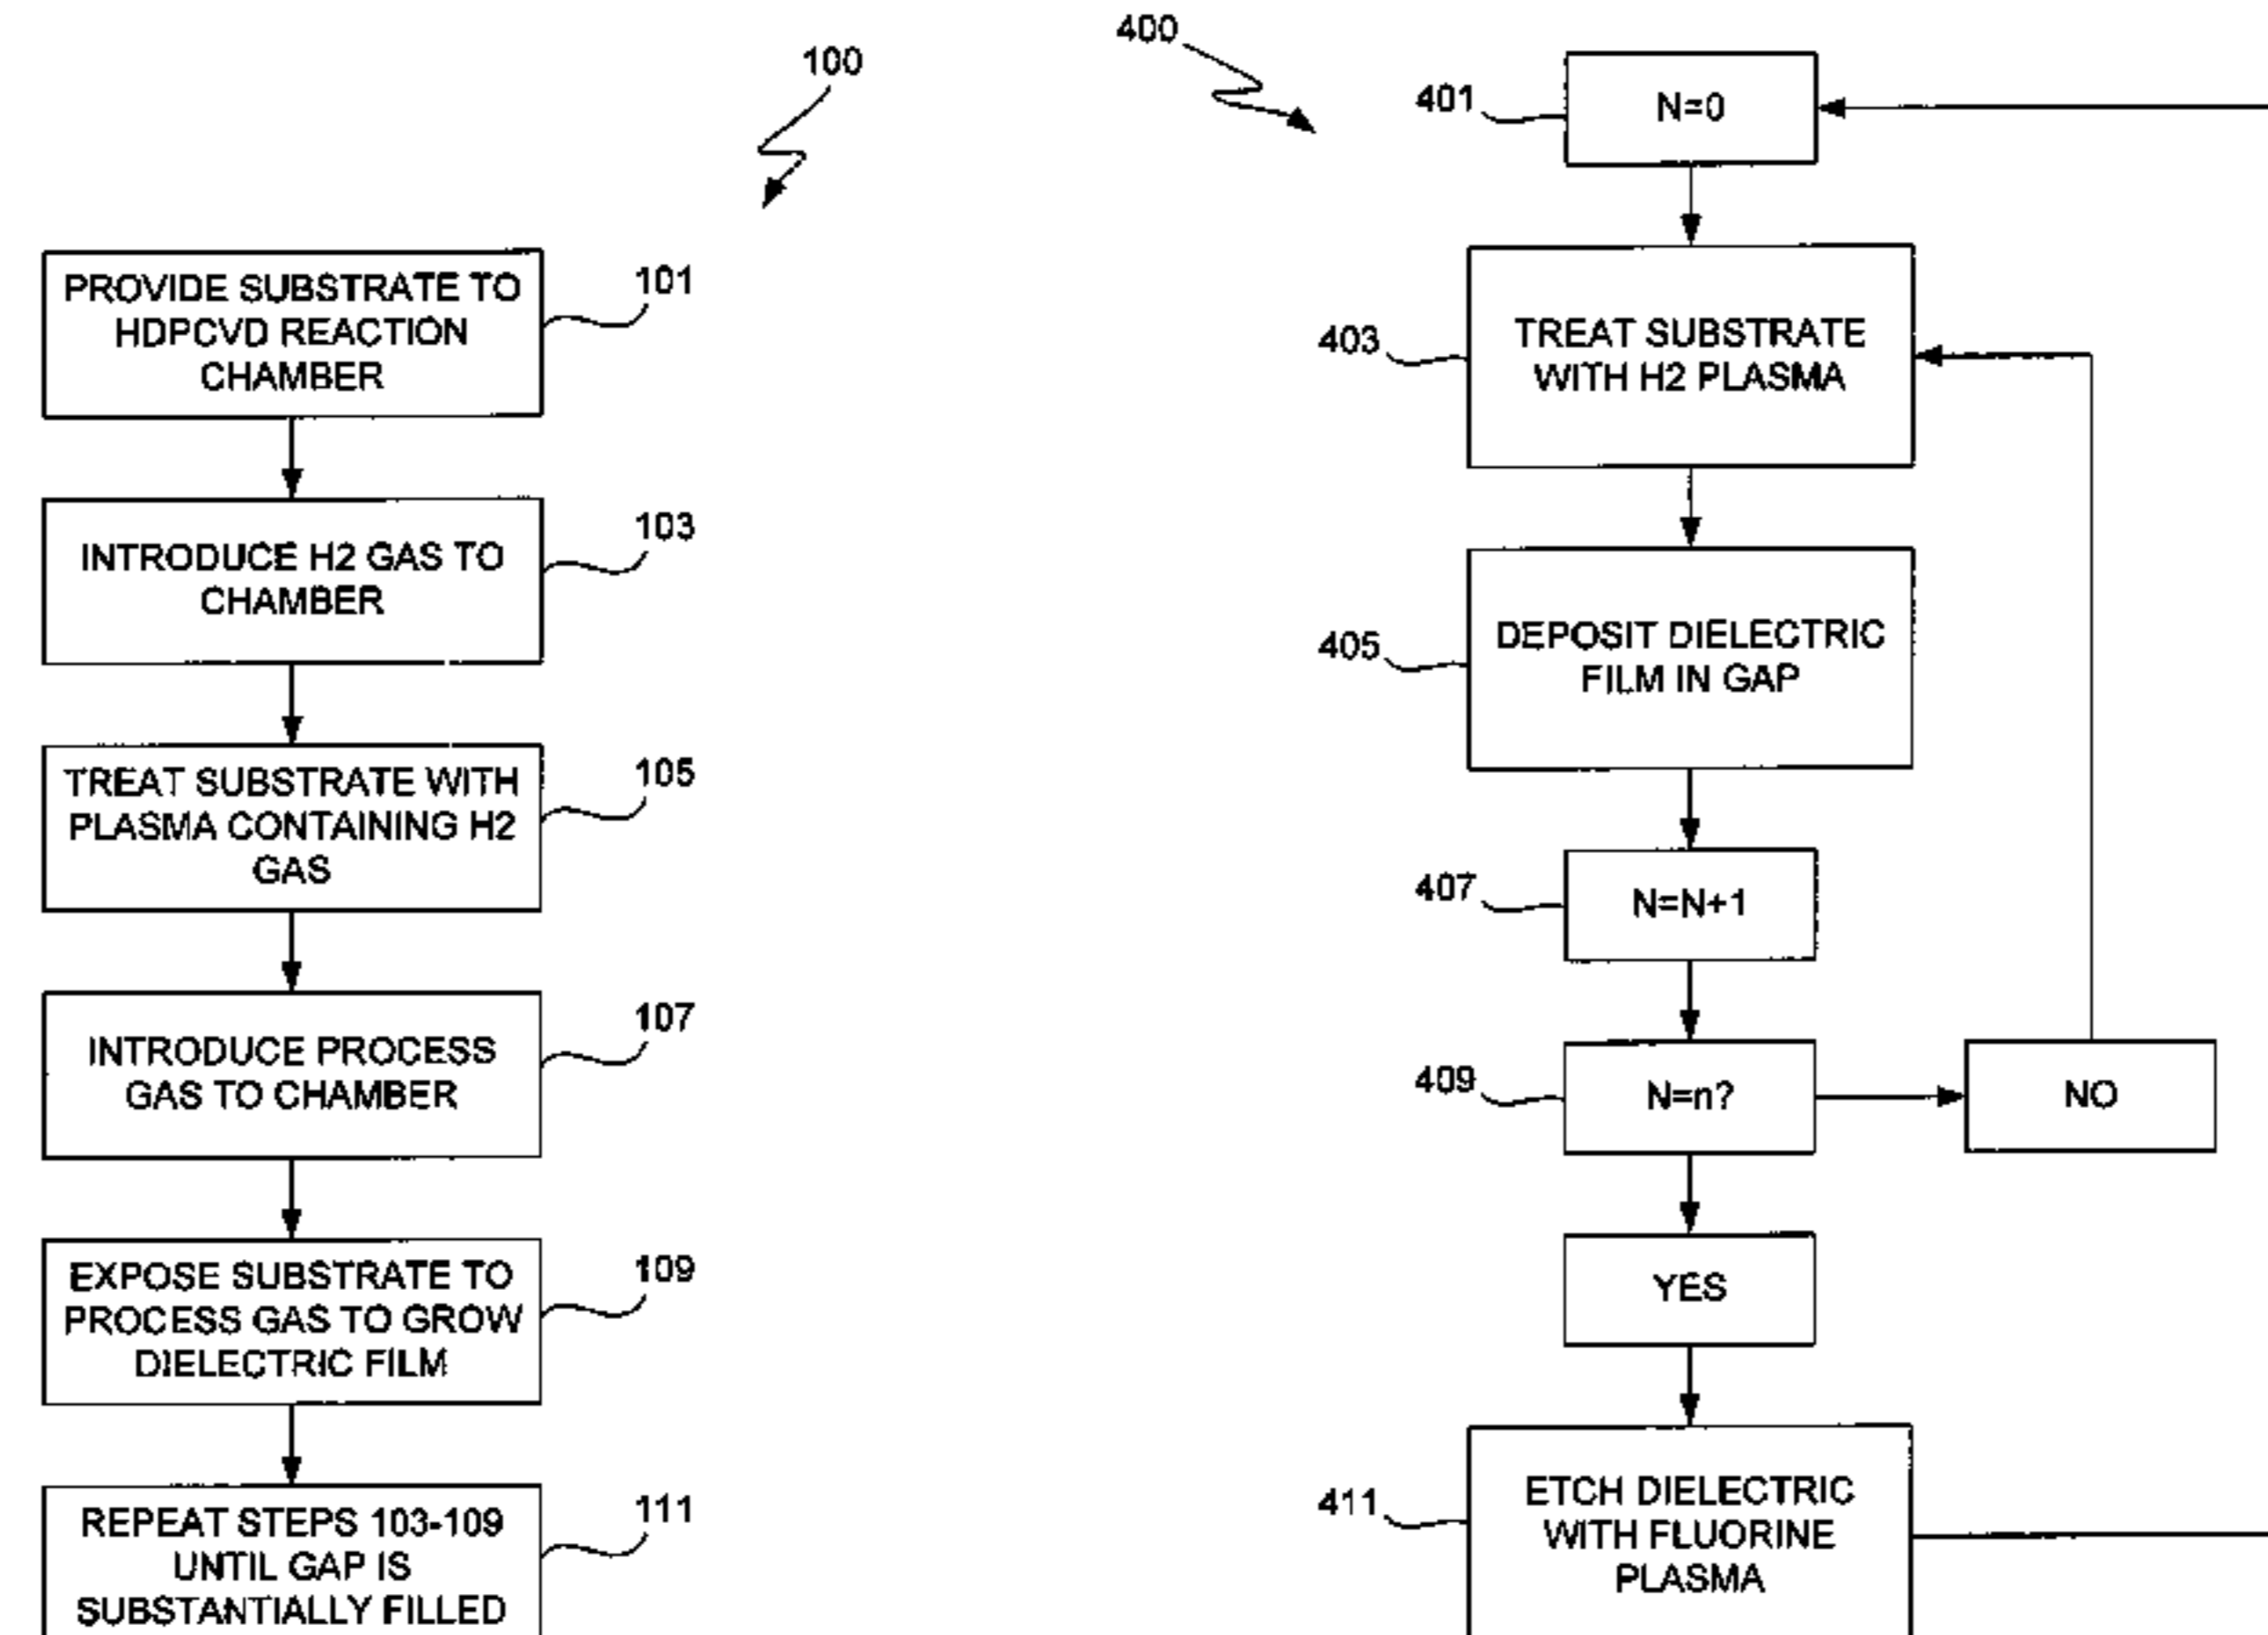 100
PROVIDE SUBSTRATE TO
HDPCVD REACTION
CHAMBER
101
INTRODUCE H2 GAS TO
CHAMBER
103
TREAT SUBSTRATE WITH
PLASMA CONTAINING H2
GAS
105
INTRODUCE PROCESS
GAS TO CHAMBER
107
EXPOSE SUBSTRATE TO
PROCESS GAS TO GROW
DIELECTRIC FILM
109
REPEAT STEPS 103-109
UNTIL GAP IS
SUBSTANTIALLY FILLED
111
400
401
N=0
403
TREAT SUBSTRATE
WITH H2 PLASMA
405
DEPOSIT DIELECTRIC
FILM IN GAP
407
N=N+1
409
N=n?
NO
YES
411
ETCH DIELECTRIC
WITH FLUORINE
PLASMA